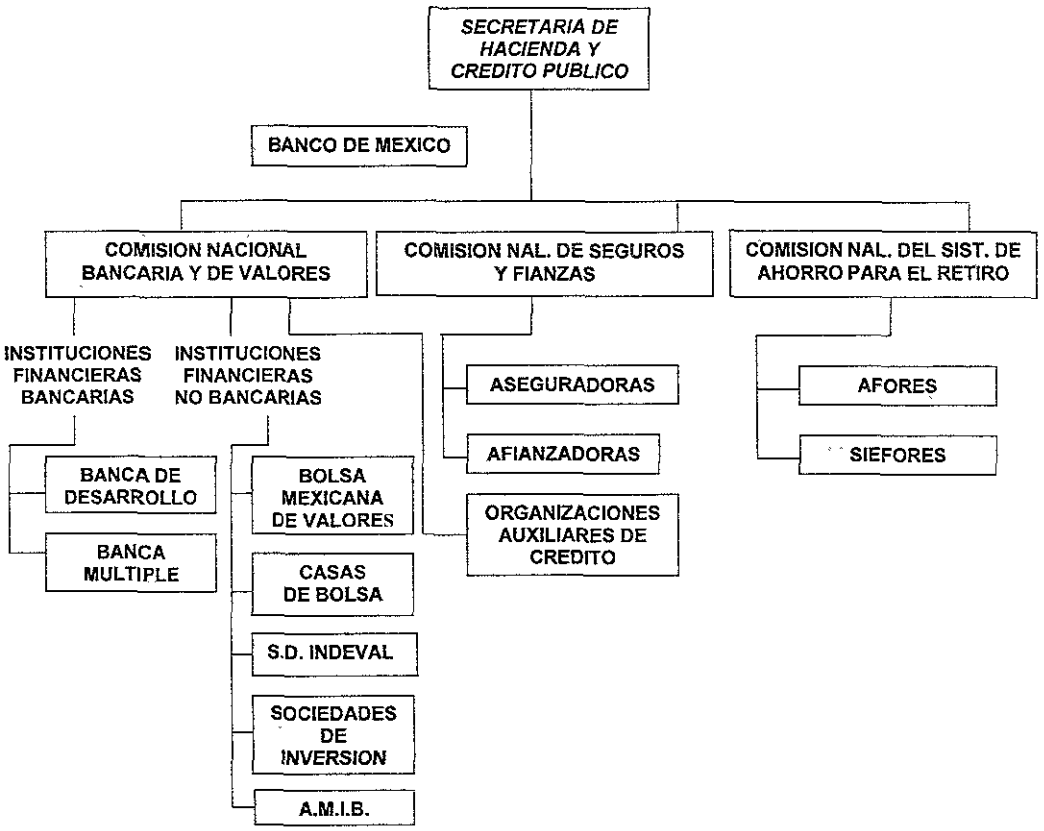 SECRETARIA DE
HACIENDA Y
CREDITO PUBLICO
BANCO DE MEXICO
COMISION NACIONAL
BANCARIA Y DE VALORES
COMISION NAL. DE SEGUROS
Y FIANZAS
COMISION NAL. DEL SIST. DE
AHORRO PARA EL RETIRO
INSTITUCIONES
FINANCIERAS
BANCARIAS
INSTITUCIONES
FINANCIERAS
NO BANCARIAS
BANCA DE
DESARROLLO
BANCA
MULTIPLE
BOLSA
MEXICANA
DE VALORES
CASAS
DE BOLSA
S.D. INDEVAL
SOCIEDADES
DE
INVERSION
A.M.I.B.
ASEGURADORAS
AFIANZADORAS
ORGANIZACIONES
AUXILIARES DE
CREDITO
AFORES
SIEFORES